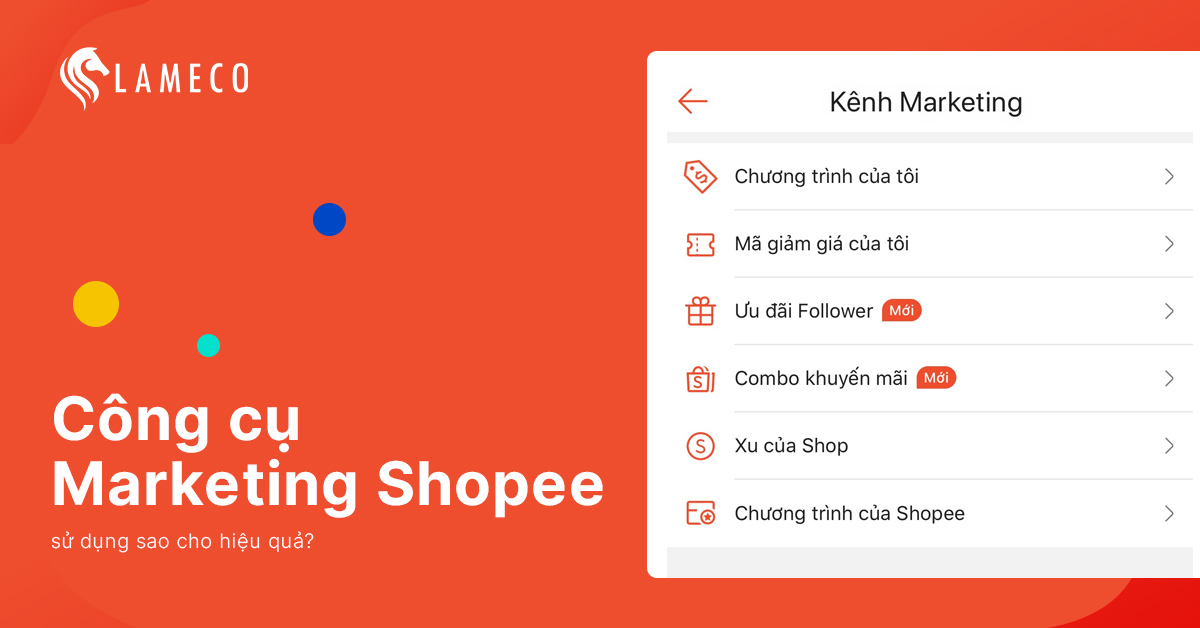 LAMECO
Công cụ
Marketing Shopee
sử dụng sao cho hiệu quả?
Kênh Marketing
Chương trình của tôi
Mã giảm giá của tôi
Ưu đãi Follower Mới
Combo khuyến mãi Mới
Xu của Shop
Chương trình của Shopee